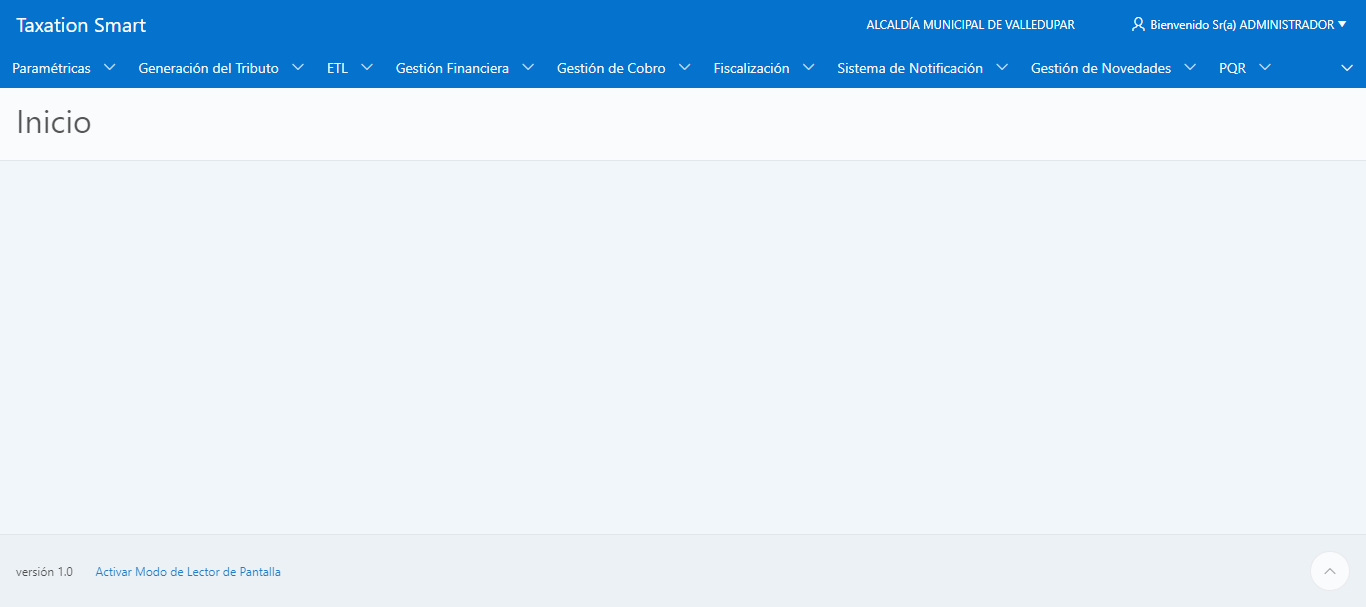 Taxation Smart
ALCALDÍA MUNICIPAL DE VALLEDUPAR
Bienvenido Sr(a) ADMINISTRADOR
Paramétricas Generación del Tributo ETL Gestión Financiera Gestión de Cobro Fiscalización Sistema de Notificación Gestión de Novedades PQR
Inicio
versión 1.0 Activar Modo de Lector de Pantalla